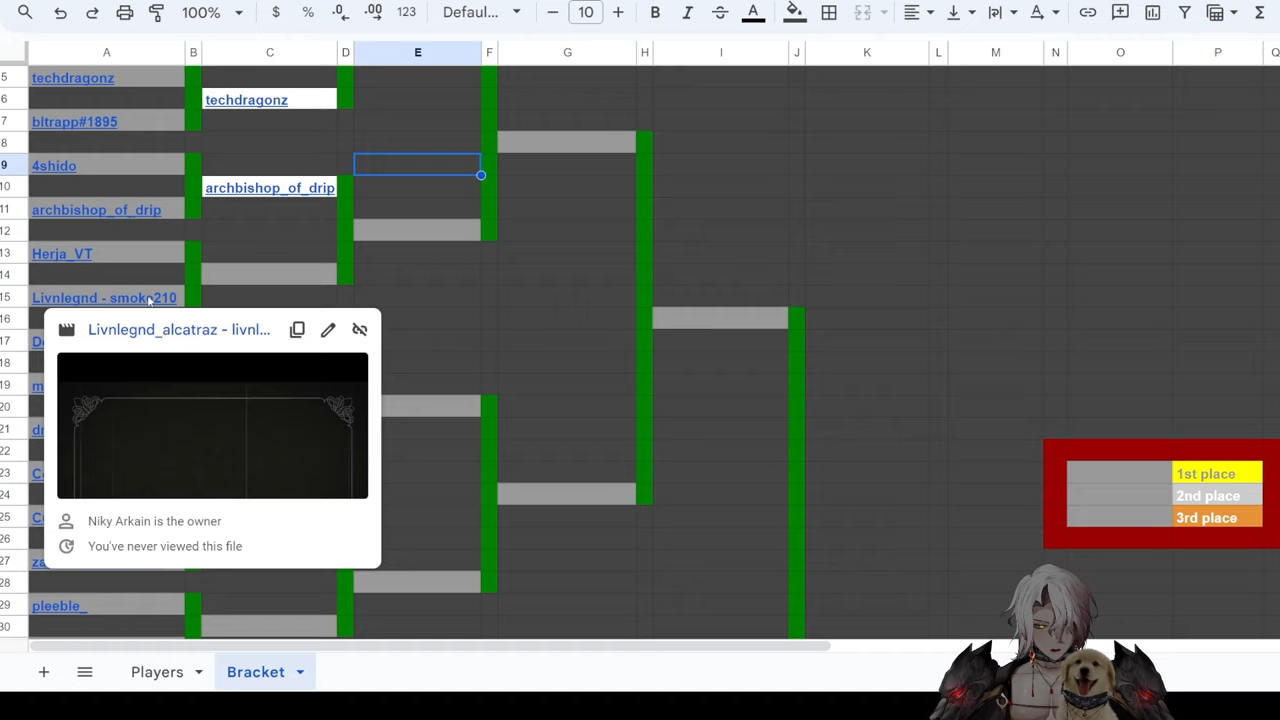 100% $ % .0 .00 123 Defaul... 10 B I A
A B C D E F G H I J K L M N O P Q
5 techdragonz
6 techdragonz
7 bltrapp#1895
8
9 4shido
10 archbishop_of_drip
11 archbishop_of_drip
12
13 Herja_VT
14
15 Livnlegnd - smoke210
16
17
18
19 m
20
21 dr
22
23 1st place
24 2nd place
25 3rd place
26
27 za
28
29 pleeble_
30
Livnlegnd_alcatraz - livnl...
Niky Arkain is the owner
You've never viewed this file
Players Bracket